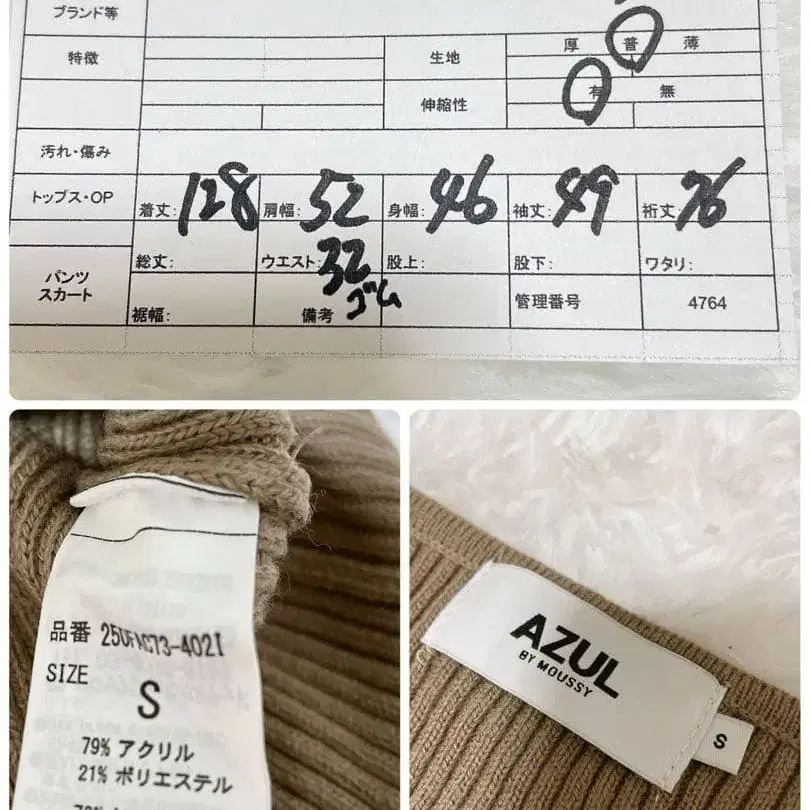 ブランド等
特徴 生地 厚 普 薄
伸縮性 有 無
汚れ・傷み
トップス・OP 着丈: 128 肩幅: 52 身幅: 46 袖丈: 49 裄丈: 76
パンツ スカート 総丈: ウエスト: 32 ゴム 股上: 股下: ワタリ:
裾幅: 備考 管理番号 4764
品番 250FAC73-402I
SIZE
S
79% アクリル
21% ポリエステル
AZUL
BY MOUSSY
S